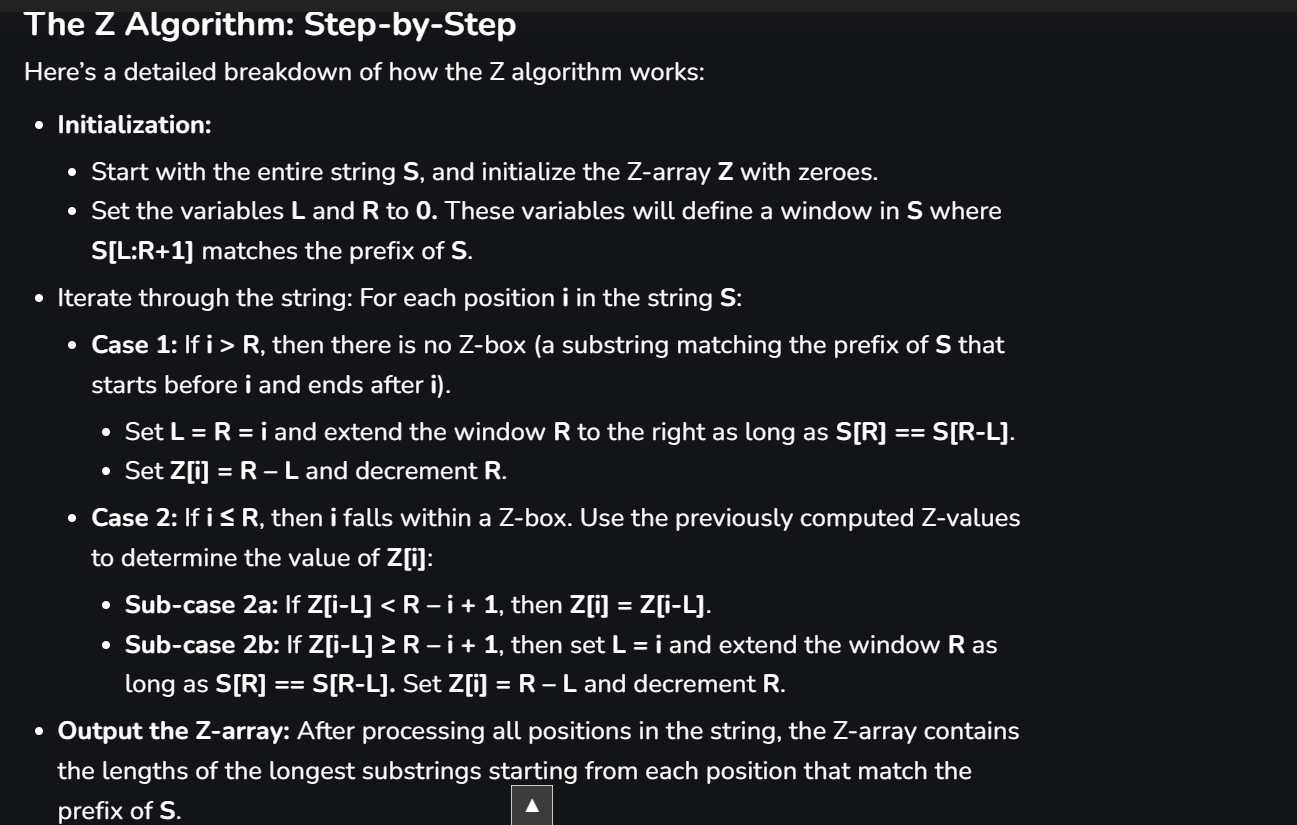 The Z Algorithm: Step-by-Step
Here’s a detailed breakdown of how the Z algorithm works:
• Initialization:
• Start with the entire string S, and initialize the Z-array Z with zeroes.
• Set the variables L and R to 0. These variables will define a window in S where
S[L:R+1] matches the prefix of S.
• Iterate through the string: For each position i in the string S:
• Case 1: If i > R, then there is no Z-box (a substring matching the prefix of S that
starts before i and ends after i).
• Set L = R = i and extend the window R to the right as long as S[R] == S[R-L].
• Set Z[i] = R – L and decrement R.
• Case 2: If i ≤ R, then i falls within a Z-box. Use the previously computed Z-values
to determine the value of Z[i]:
• Sub-case 2a: If Z[i-L] < R – i + 1, then Z[i] = Z[i-L].
• Sub-case 2b: If Z[i-L] ≥ R – i + 1, then set L = i and extend the window R as
long as S[R] == S[R-L]. Set Z[i] = R – L and decrement R.
• Output the Z-array: After processing all positions in the string, the Z-array contains
the lengths of the longest substrings starting from each position that match the
prefix of S.
▲